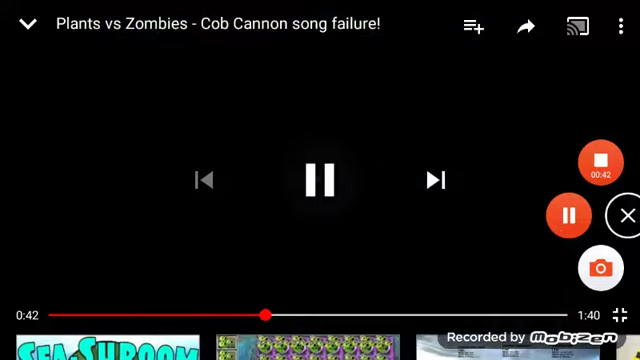 Plants vs Zombies - Cob Cannon song failure!
00:42
0:42
1:40
SEA-SHROOM
Recorded by mobizen